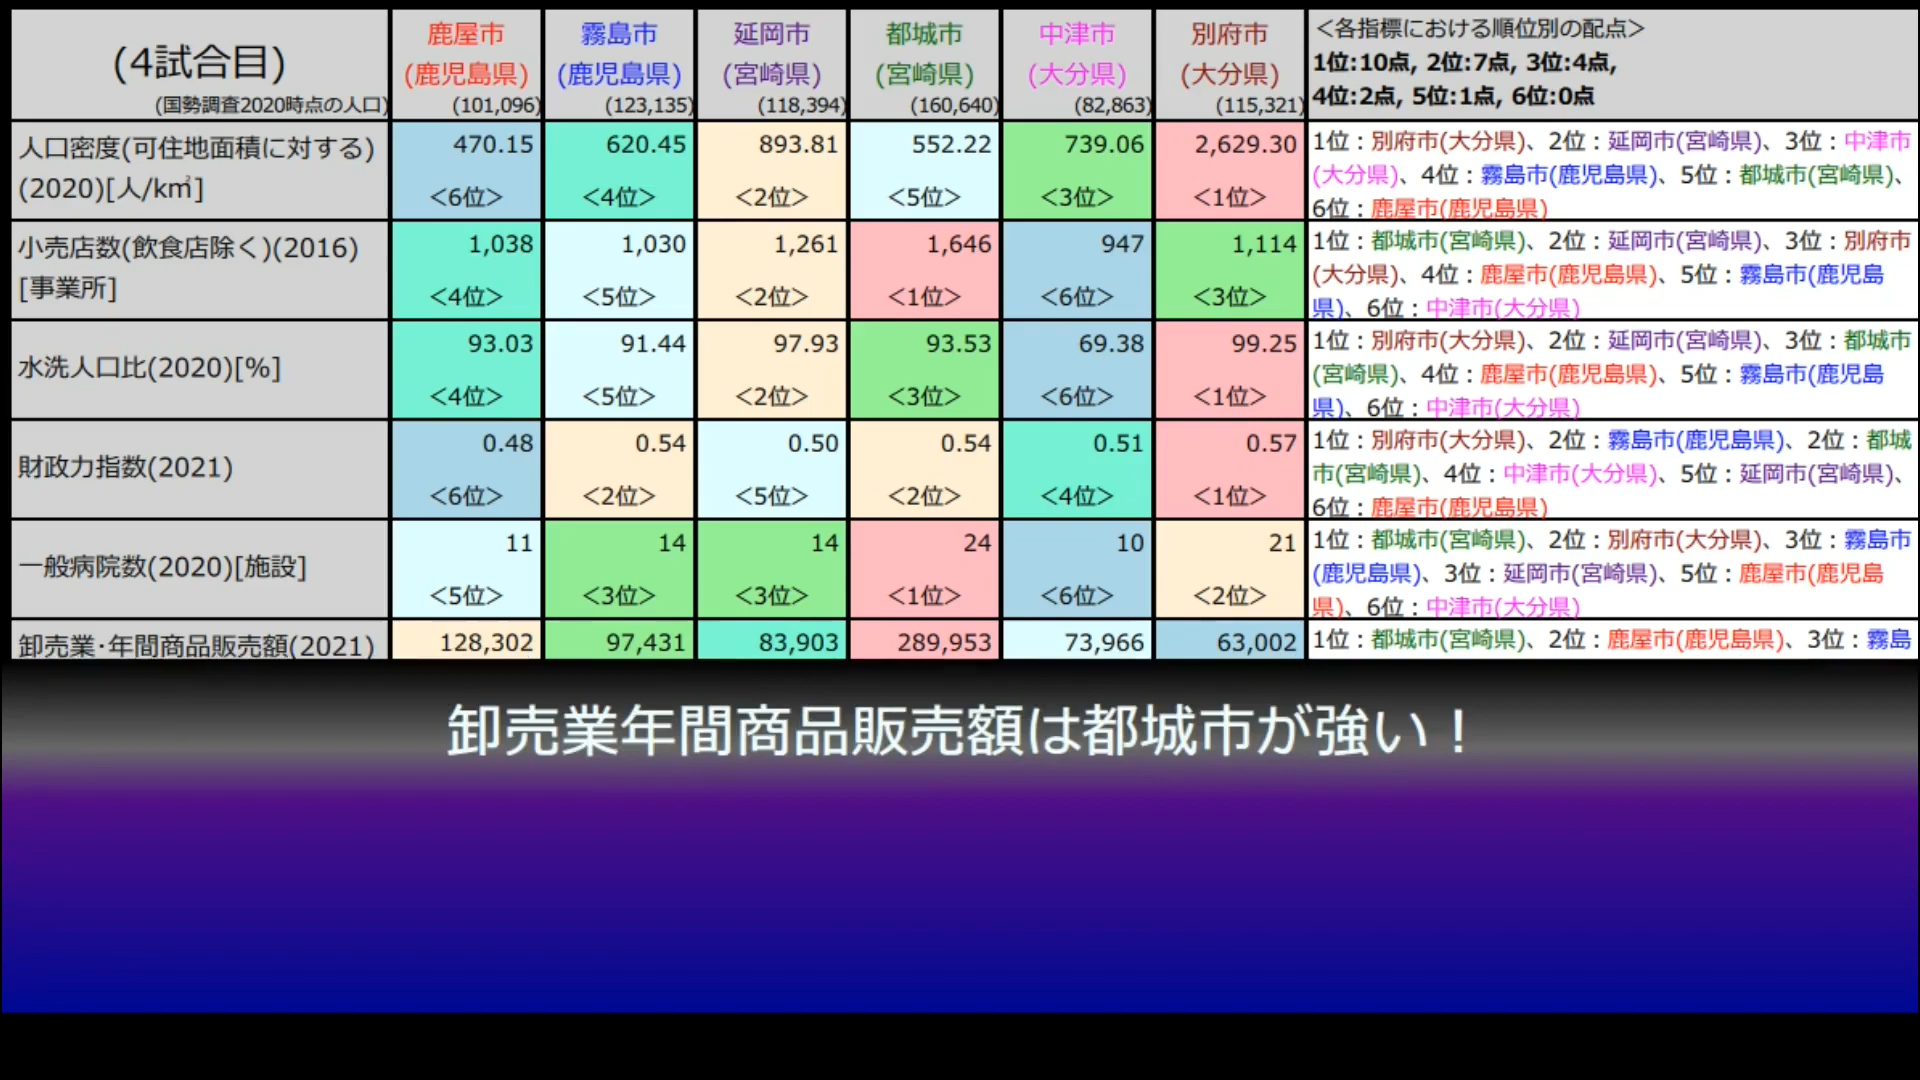 (4試合目)
(国勢調査2020時点の人口)
鹿屋市
(鹿児島県)
(101,096)
霧島市
(鹿児島県)
(123,135)
延岡市
(宮崎県)
(118,394)
都城市
(宮崎県)
(160,640)
中津市
(大分県)
(82,863)
別府市
(大分県)
(115,321)
＜各指標における順位別の配点＞
1位:10点, 2位:7点, 3位:4点,
4位:2点, 5位:1点, 6位:0点
人口密度(可住地面積に対する)
(2020)[人/k㎡]
470.15 620.45 893.81 552.22 739.06 2,629.30
<6位> <4位> <2位> <5位> <3位> <1位>
1位：別府市(大分県)、2位：延岡市(宮崎県)、3位：中津市
(大分県)、4位：霧島市(鹿児島県)、5位：都城市(宮崎県)、
6位：鹿屋市(鹿児島県)
小売店数(飲食店除く)(2016)
[事業所]
1,038 1,030 1,261 1,646 947 1,114
<4位> <5位> <2位> <1位> <6位> <3位>
1位：都城市(宮崎県)、2位：延岡市(宮崎県)、3位：別府市
(大分県)、4位：鹿屋市(鹿児島県)、5位：霧島市(鹿児島
県)、6位：中津市(大分県)
水洗人口比(2020)[%]
93.03 91.44 97.93 93.53 69.38 99.25
<4位> <5位> <2位> <3位> <6位> <1位>
1位：別府市(大分県)、2位：延岡市(宮崎県)、3位：都城市
(宮崎県)、4位：鹿屋市(鹿児島県)、5位：霧島市(鹿児島
県)、6位：中津市(大分県)
財政力指数(2021)
0.48 0.54 0.50 0.54 0.51 0.57
<6位> <2位> <5位> <2位> <4位> <1位>
1位：別府市(大分県)、2位：霧島市(鹿児島県)、2位：都城
市(宮崎県)、4位：中津市(大分県)、5位：延岡市(宮崎県)、
6位：鹿屋市(鹿児島県)
一般病院数(2020)[施設]
11 14 14 24 10 21
<5位> <3位> <3位> <1位> <6位> <2位>
1位：都城市(宮崎県)、2位：別府市(大分県)、3位：霧島市
(鹿児島県)、3位：延岡市(宮崎県)、5位：鹿屋市(鹿児島
県)、6位：中津市(大分県)
卸売業･年間商品販売額(2021)
128,302 97,431 83,903 289,953 73,966 63,002
1位：都城市(宮崎県)、2位：鹿屋市(鹿児島県)、3位：霧島
卸売業年間商品販売額は都城市が強い！